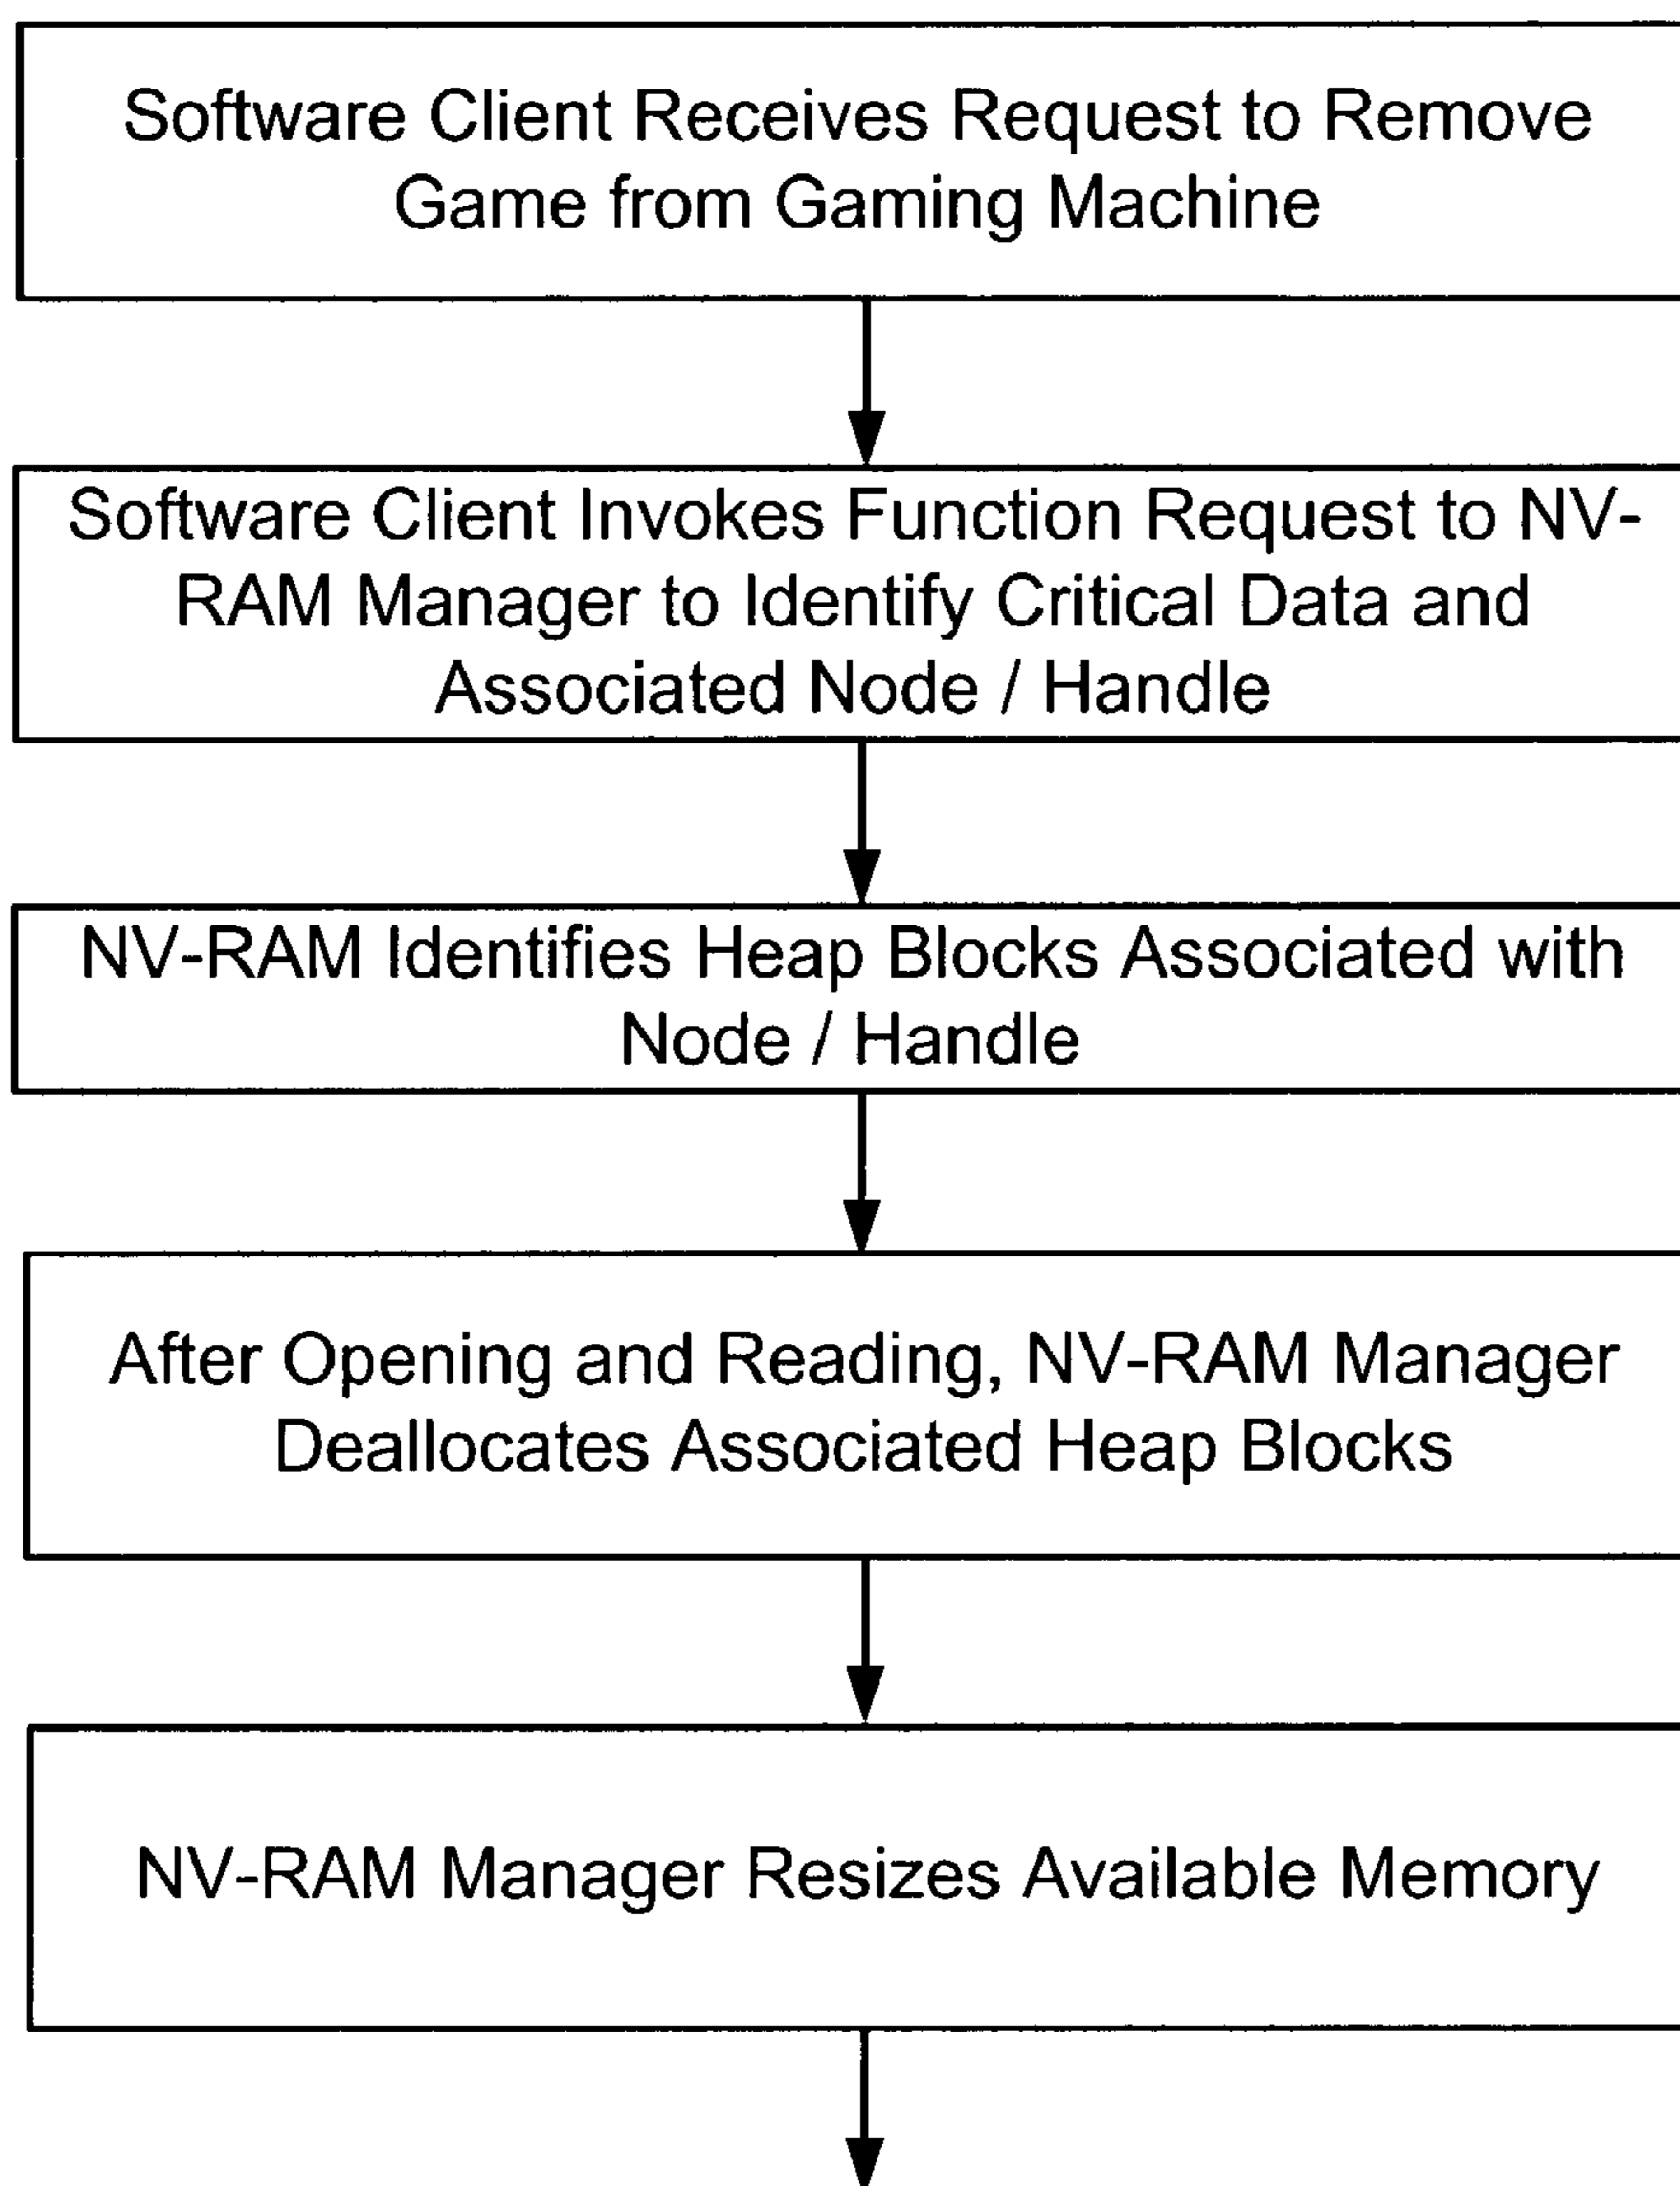 Software Client Receives Request to Remove
Game from Gaming Machine
Software Client Invokes Function Request to NV-
RAM Manager to Identify Critical Data and
Associated Node / Handle
NV-RAM Identifies Heap Blocks Associated with
Node / Handle
After Opening and Reading, NV-RAM Manager
Deallocates Associated Heap Blocks
NV-RAM Manager Resizes Available Memory